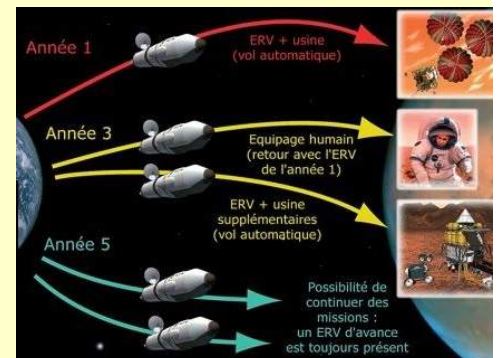 Année 1
ERV + usine
(vol automatique)
Année 3
Equipage humain
(retour avec l'ERV
de l'année 1)
ERV + usine
supplémentaires
(vol automatique)
Année 5
Possibilité de
continuer des
missions :
un ERV d'avance
est toujours présent